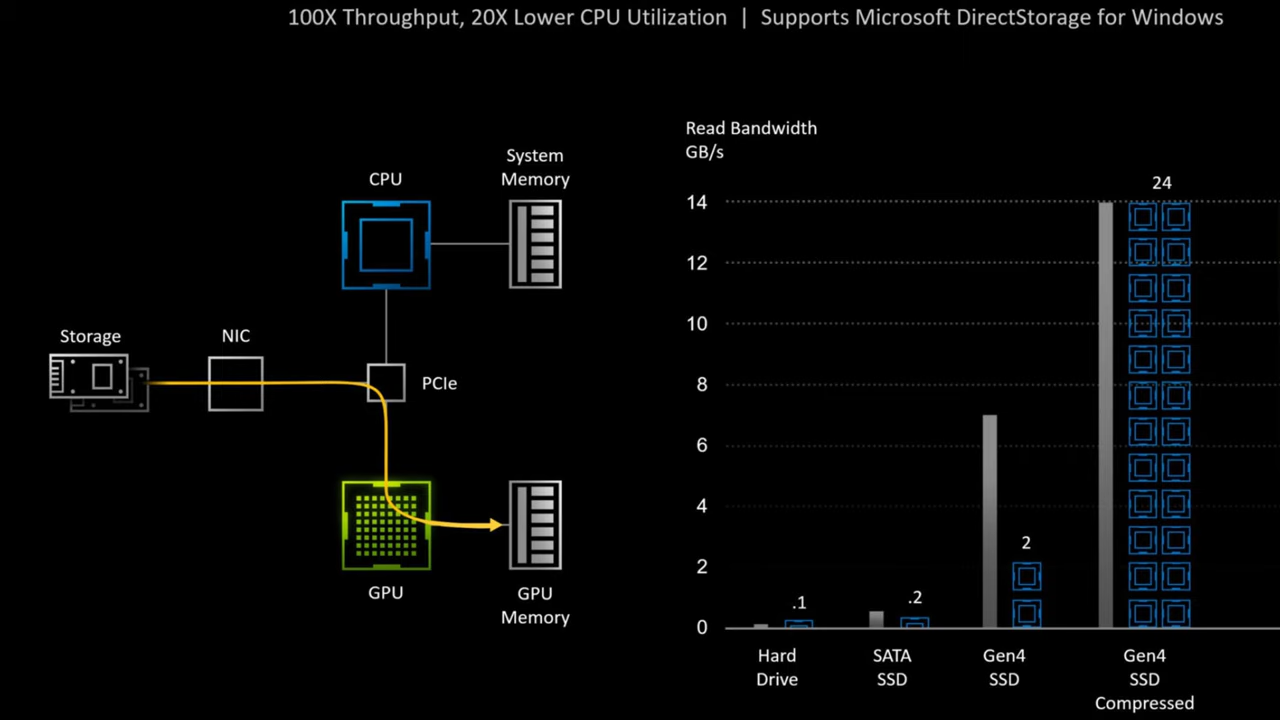 100X Throughput, 20X Lower CPU Utilization | Supports Microsoft DirectStorage for Windows
CPU
System
Memory
Storage
NIC
PCIe
GPU
GPU
Memory
Read Bandwidth
GB/s
14
12
10
8
6
4
2
0
.1
.2
2
24
Hard
Drive
SATA
SSD
Gen4
SSD
Gen4
SSD
Compressed